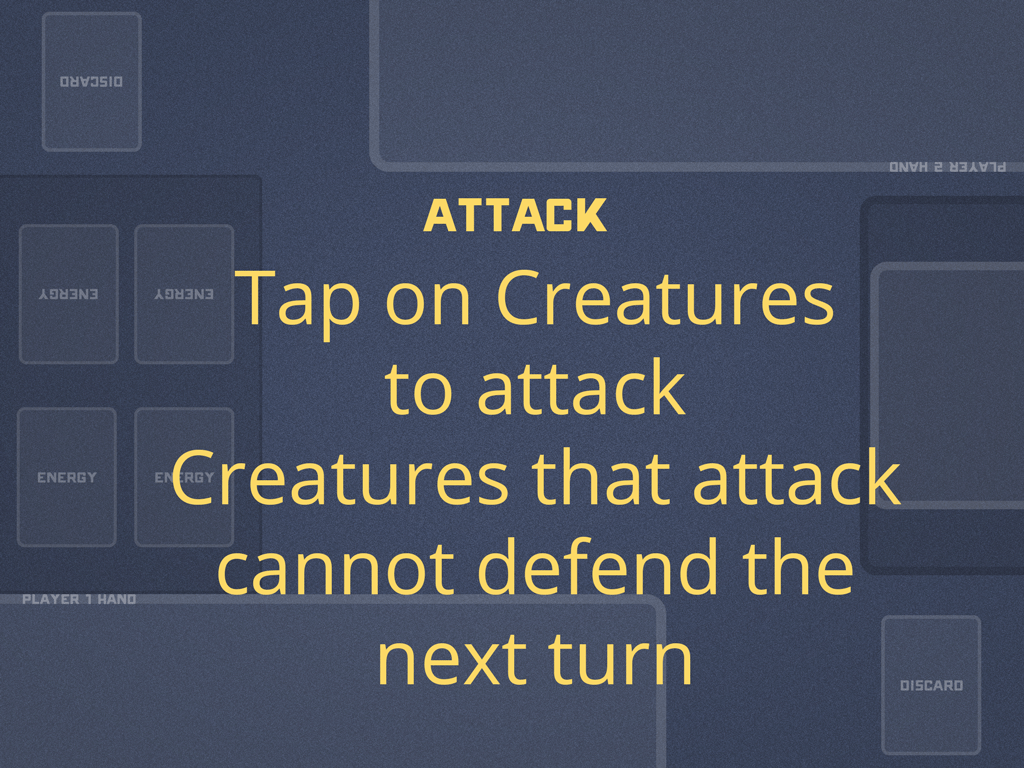 DISCARD
PLAYER 2 HAND
ATTACK
Tap on Creatures
to attack
Creatures that attack
cannot defend the
next turn
ENERGY
ENERGY
ENERGY
ENERGY
PLAYER 1 HAND
DISCARD